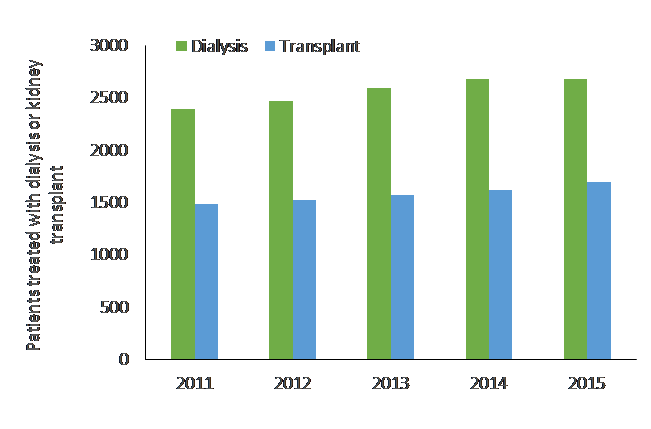 Dialysis Transplant
Patients treated with dialysis or kidney
transplant
3000
2500
2000
1500
1000
500
0
2011 2012 2013 2014 2015